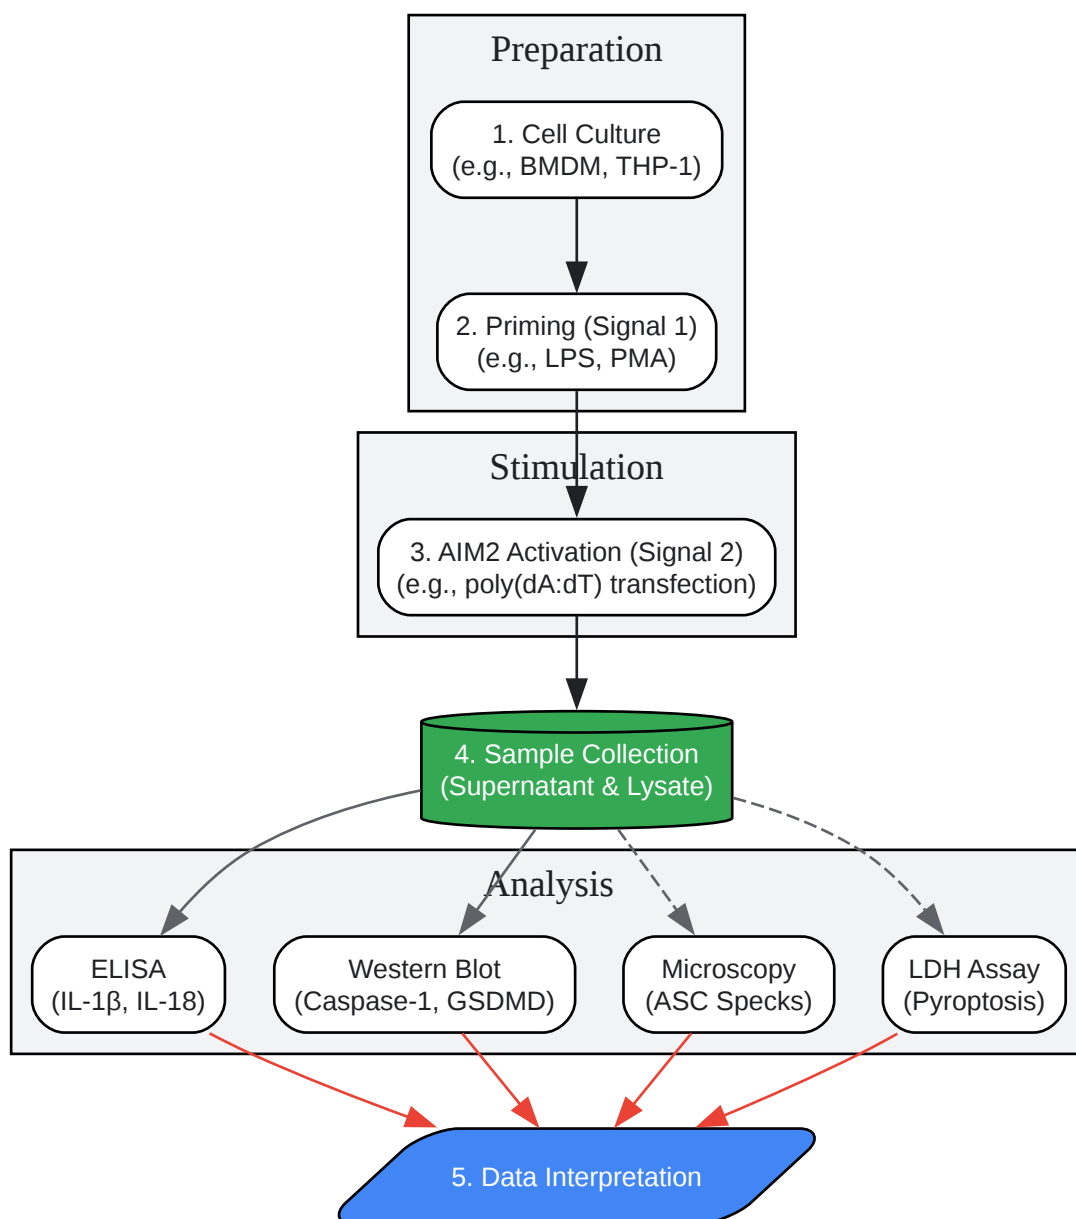 Preparation
1. Cell Culture
(e.g., BMDM, THP-1)
2. Priming (Signal 1)
(e.g., LPS, PMA)
Stimulation
3. AIM2 Activation (Signal 2)
(e.g., poly(dA:dT) transfection)
4. Sample Collection
(Supernatant & Lysate)
Analysis
ELISA
(IL-1β, IL-18)
Western Blot
(Caspase-1, GSDMD)
Microscopy
(ASC Specks)
LDH Assay
(Pyroptosis)
5. Data Interpretation